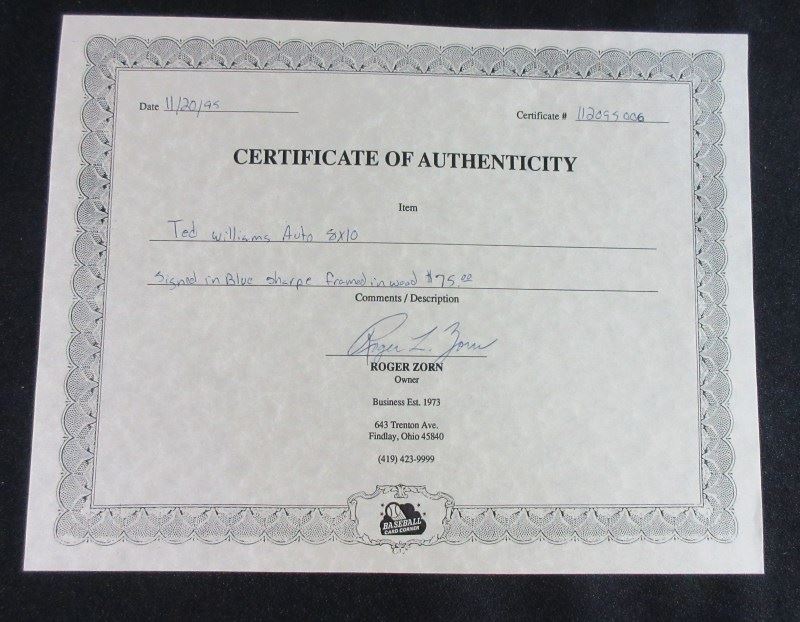 Date 11/20/95
Certificate # 112095006
CERTIFICATE OF AUTHENTICITY
Item
Ted Williams Auto 8x10
Signed in Blue sharpe framed in wood $75.00
Comments / Description
Roger L. Zorn
ROGER ZORN
Owner
Business Est. 1973
643 Trenton Ave.
Findlay, Ohio 45840
(419) 423-9999
BASEBALL
CARD CORNER